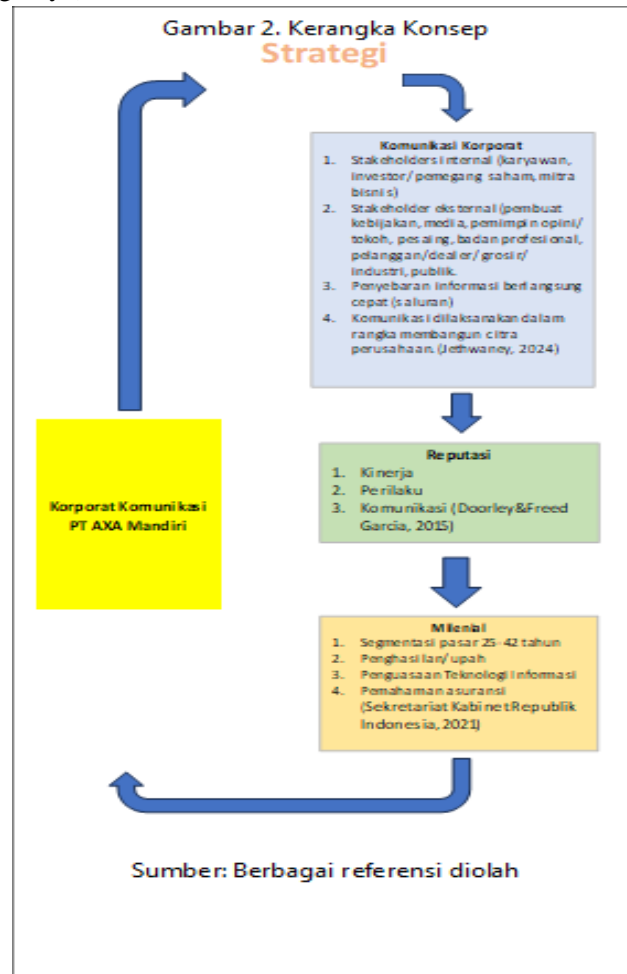 Gambar 2. Kerangka Konsep
Strategi
Komunikasi Korporat
1. Stakeholders internal (karyawan,
investor/ pemegang saham, mitra
bisnis)
2. Stakeholder eksternal (pembuat
kebijakan, media, pemimpin opini/
tokoh, pesaing, badan profesional,
pelanggan/dealer/ grosir/
industri, publik.
3. Penyebaran informasi berlangsung
cepat (saluran)
4. Komunikasi dilaksanakan dalam
rangka membangun citra
perusahaan. (Jethwaney, 2024)
Reputasi
1. Kinerja
2. Perilaku
3. Komunikasi (Doorley&Freed
Garcia, 2015)
Korporat Komunikasi
PT AXA Mandiri
Milenial
1. Segmentasi pasar 25-42 tahun
2. Penghasilan/ upah
3. Penguasaan Teknologi Informasi
4. Pemahaman asuransi
(Sekretariat Kabinet Republik
Indonesia, 2021)
Sumber: Berbagai referensi diolah